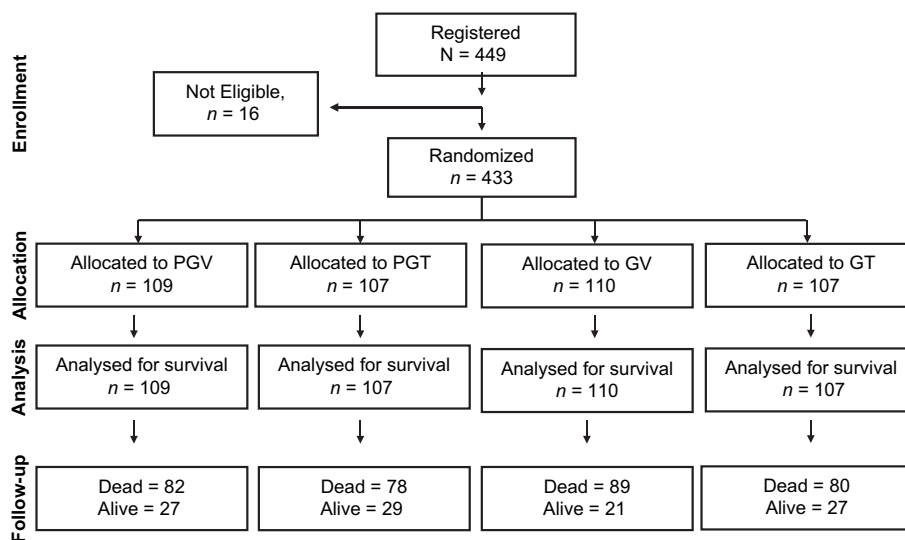 Enrollment
Registered
N = 449
Not Eligible,
n = 16
Randomized
n = 433
Allocation
Allocated to PGV
n = 109
Allocated to PGT
n = 107
Allocated to GV
n = 110
Allocated to GT
n = 107
Analysis
Analysed for survival
n = 109
Analysed for survival
n = 107
Analysed for survival
n = 110
Analysed for survival
n = 107
Follow-up
Dead = 82
Alive = 27
Dead = 78
Alive = 29
Dead = 89
Alive = 21
Dead = 80
Alive = 27